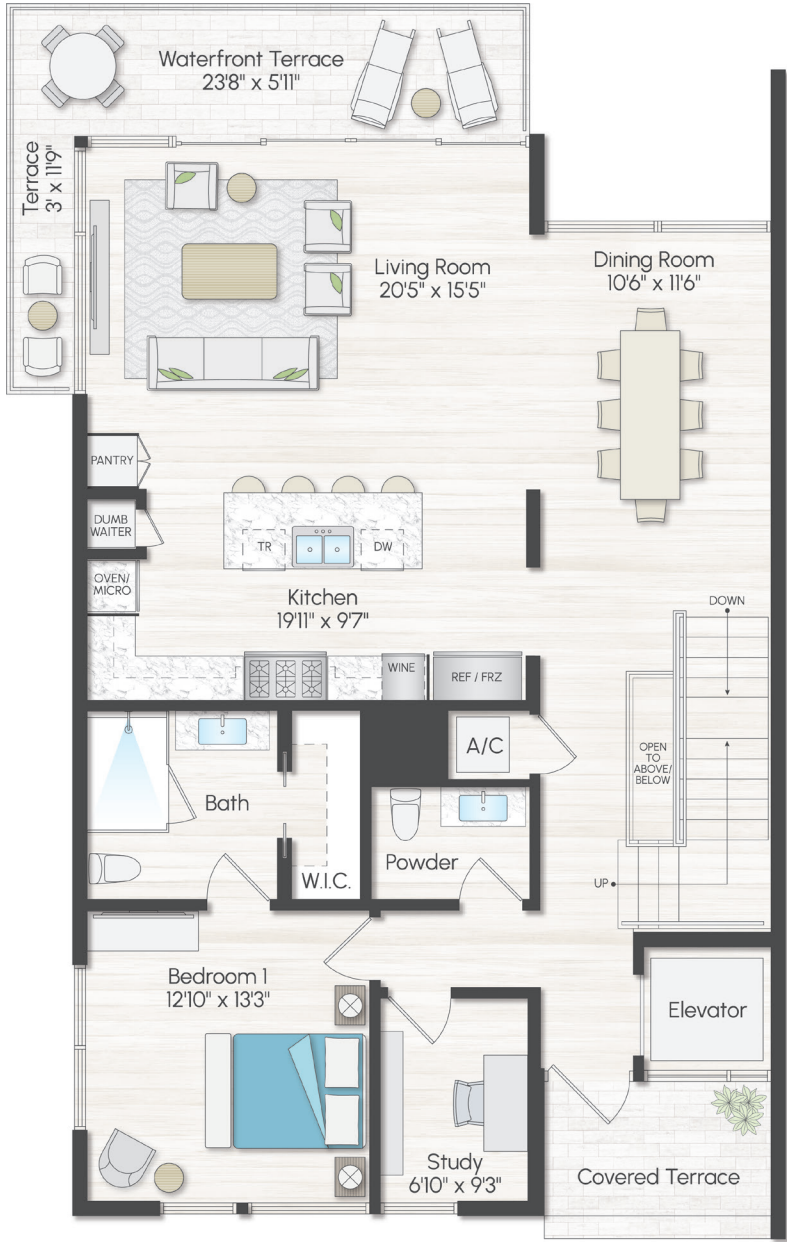 Waterfront Terrace
23'8" x 5'11"
Terrace
3' x 11'9"
Living Room
20'5" x 15'5"
Dining Room
10'6" x 11'6"
PANTRY
DUMB
WAITER
OVEN/
MICRO
TR
DW
Kitchen
19'11" x 9'7"
WINE
REF / FRZ
DOWN
A/C
OPEN
TO
ABOVE/
BELOW
Bath
W.I.C.
Powder
UP
Bedroom 1
12'10" x 13'3"
Elevator
Study
6'10" x 9'3"
Covered Terrace